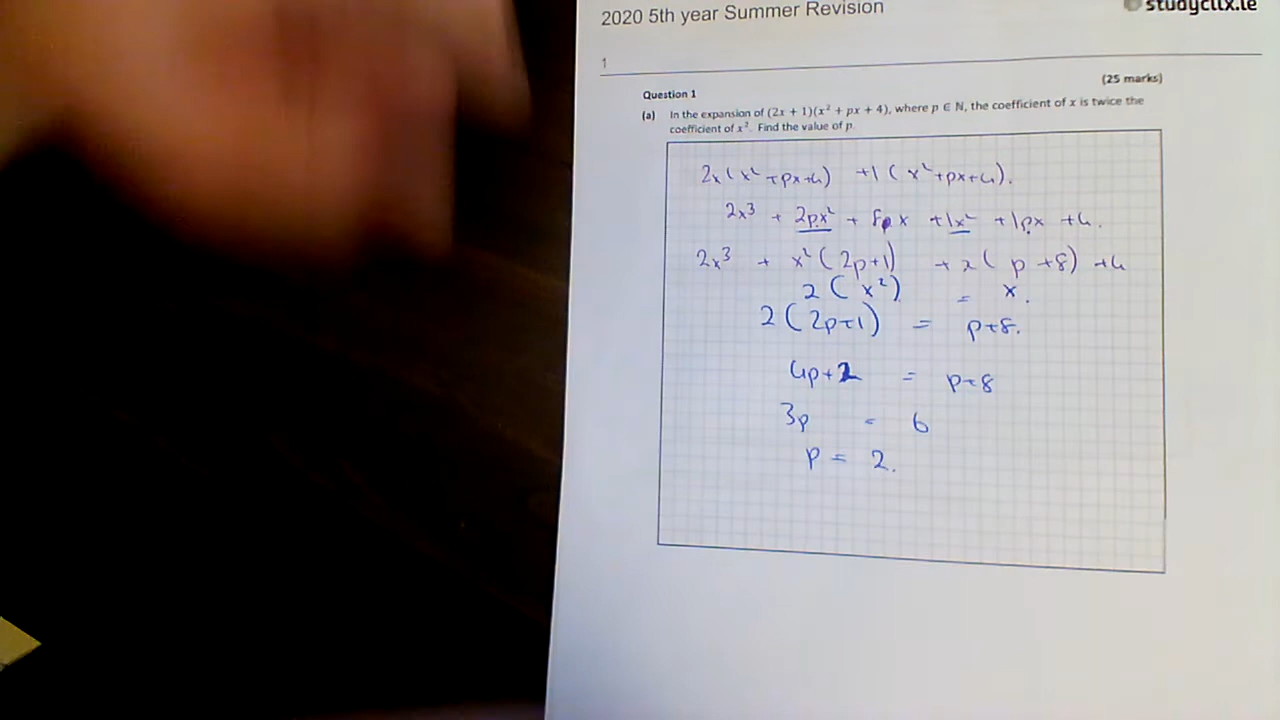 2020 5th year Summer Revision
studyclix.ie
1
(25 marks)
Question 1
(a) In the expansion of (2x + 1)(x² + px + 4), where p ∈ N, the coefficient of x is twice the
coefficient of x². Find the value of p.
2x(x² + px+4) +1 (x²+px+4).
2x³ + 2px² + 8x +1x² +1px +4.
2x³ + x²(2p+1) + x(p+8) +4
2(x²) = x.
2(2p+1) = p+8.
4p+2 = p+8
3p = 6
p = 2.